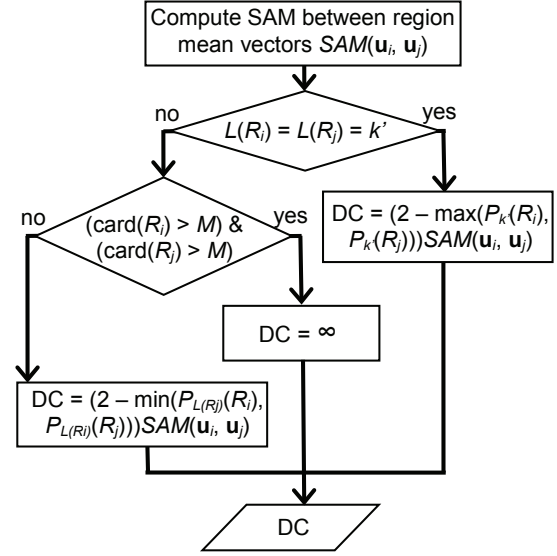 Compute SAM between region
mean vectors SAM(uᵢ, uⱼ)
no
yes
L(Rᵢ) = L(Rⱼ) = k’
no
(card(Rᵢ) > M) &
(card(Rⱼ) > M)
yes
DC = (2 – max(Pₖ’(Rᵢ),
Pₖ’(Rⱼ)))SAM(uᵢ, uⱼ)
DC = ∞
DC = (2 – min(P_L(Rj)(Rᵢ),
P_L(Ri)(Rⱼ)))SAM(uᵢ, uⱼ)
DC